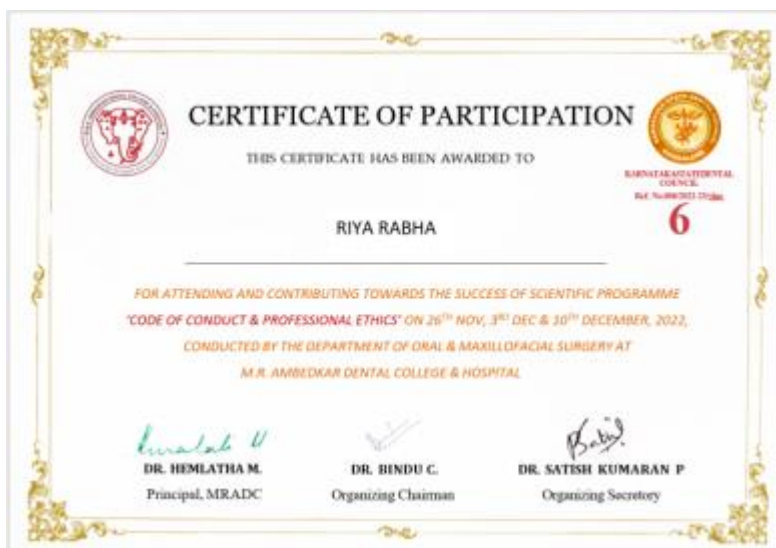 CERTIFICATE OF PARTICIPATION
THIS CERTIFICATE HAS BEEN AWARDED TO
KARNATAKA STATE DENTAL
COUNCIL
6
RIYA RABHA
FOR ATTENDING AND CONTRIBUTING TOWARDS THE SUCCESS OF SCIENTIFIC PROGRAMME
'CODE OF CONDUCT & PROFESSIONAL ETHICS' ON 26TH NOV, 3RD DEC & 10TH DECEMBER, 2022,
CONDUCTED BY THE DEPARTMENT OF ORAL & MAXILLOFACIAL SURGERY AT
M.R. AMBEDKAR DENTAL COLLEGE & HOSPITAL
DR. HEMLATHA M.
DR. BINDU C.
DR. SATISH KUMARAN P
Principal, MRADC
Organizing Chairman
Organizing Secretory